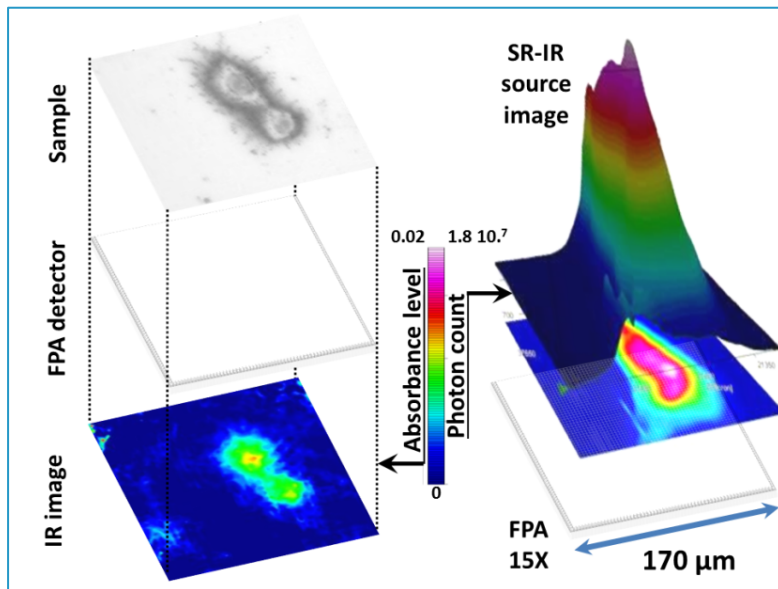 Sample
FPA detector
IR image
SR-IR
source
image
0.02
1.8 10.⁷
Absorbance level
Photon count
0
FPA
15X
170 µm